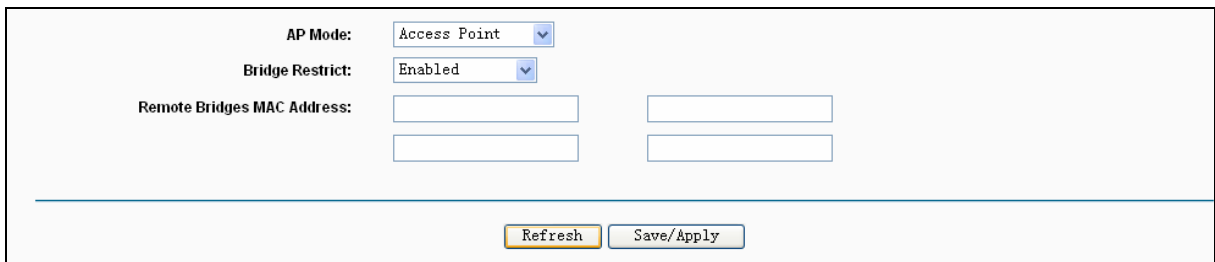 AP Mode: Access Point
Bridge Restrict: Enabled
Remote Bridges MAC Address:
Refresh Save/Apply